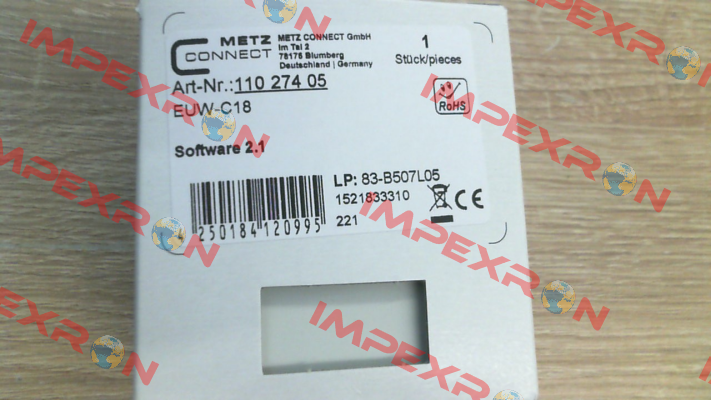 METZ
CONNECT
METZ CONNECT GmbH
Im Tal 2
78176 Blumberg
Deutschland | Germany
1
Stück/pieces
Art-Nr.:110 274 05
EUW-C18
RoHS
Software 2.1
LP: 83-B507L05
1521833310
221
CE
250184 120995
IMPEXRON
IMPEXRON
IMPEXRON
IMPEXRON
IMPEXRON
IMPEXRON